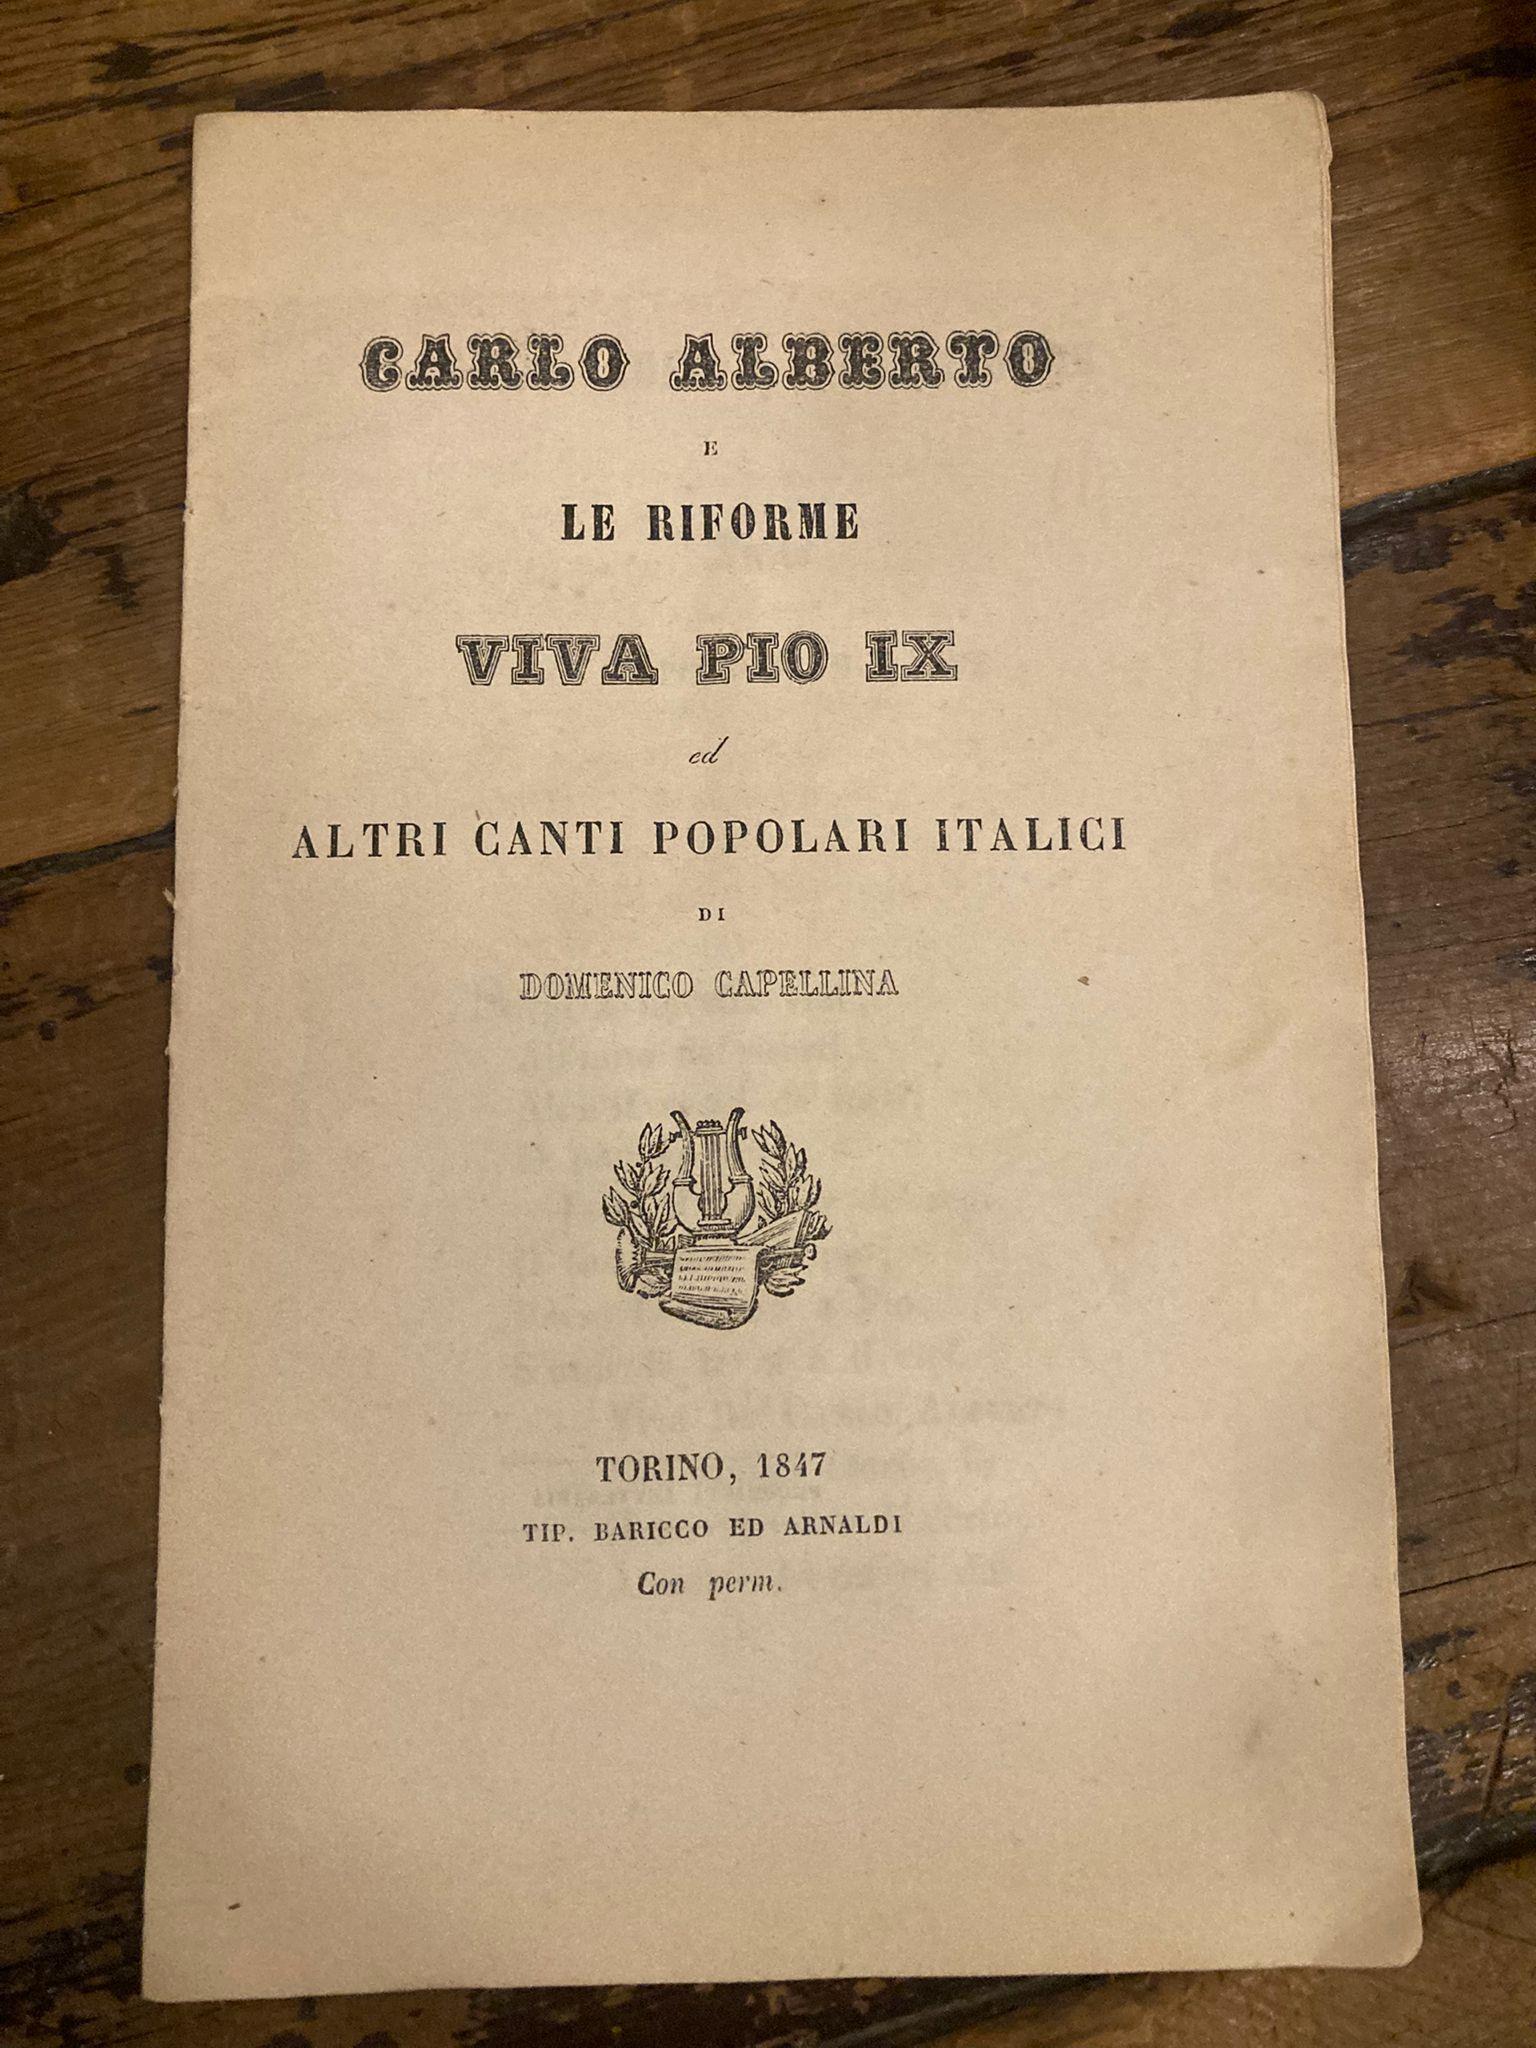 CARLO ALBERTO
E
LE RIFORME
VIVA PIO IX
ed
ALTRI CANTI POPOLARI ITALICI
DI
DOMENICO CAPELLINA
TORINO, 1847
TIP. BARICCO ED ARNALDI
Con perm.